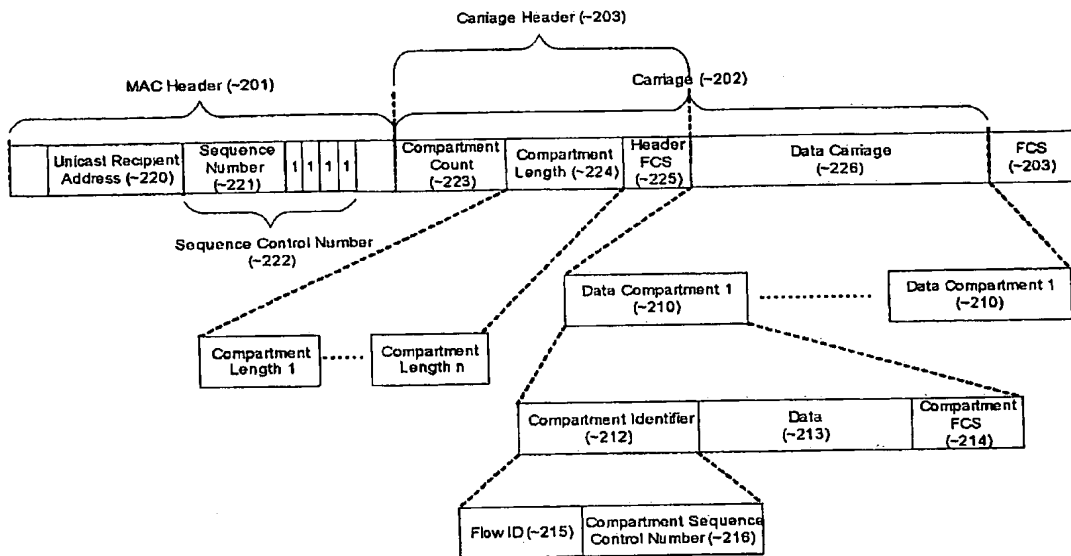 Carriage Header (~203)
MAC Header (~201)
Carriage (~202)
Unicast Recipient
Address (~220)
Sequence
Number
(~221)
1 1 1 1
Compartment
Count
(~223)
Compartment
Length (~224)
Header
FCS
(~225)
Data Carriage
(~226)
FCS
(~203)
Sequence Control Number
(~222)
Data Compartment 1
(~210)
Data Compartment 1
(~210)
Compartment
Length 1
Compartment
Length n
Compartment Identifier
(~212)
Data
(~213)
Compartment
FCS
(~214)
Flow ID (~215)
Compartment Sequence
Control Number (~216)